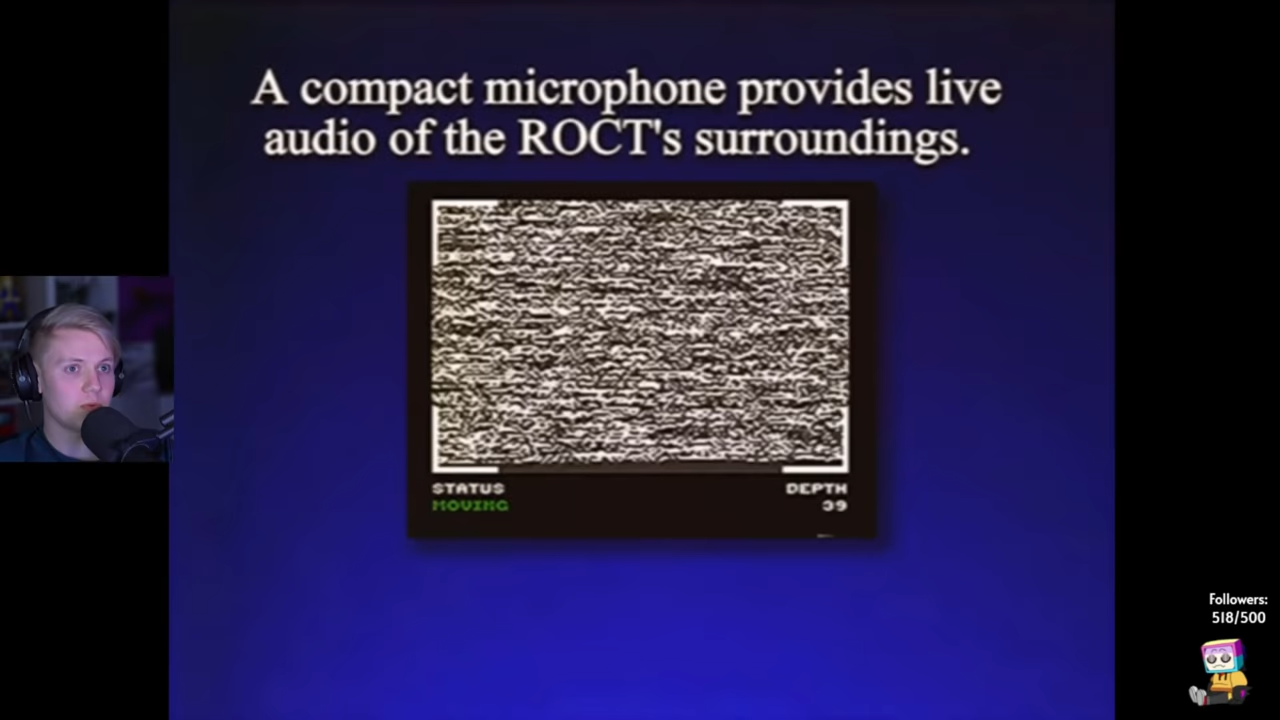 A compact microphone provides live
audio of the ROCT's surroundings.
STATUS
MOVING
DEPTH
39
Followers:
518/500